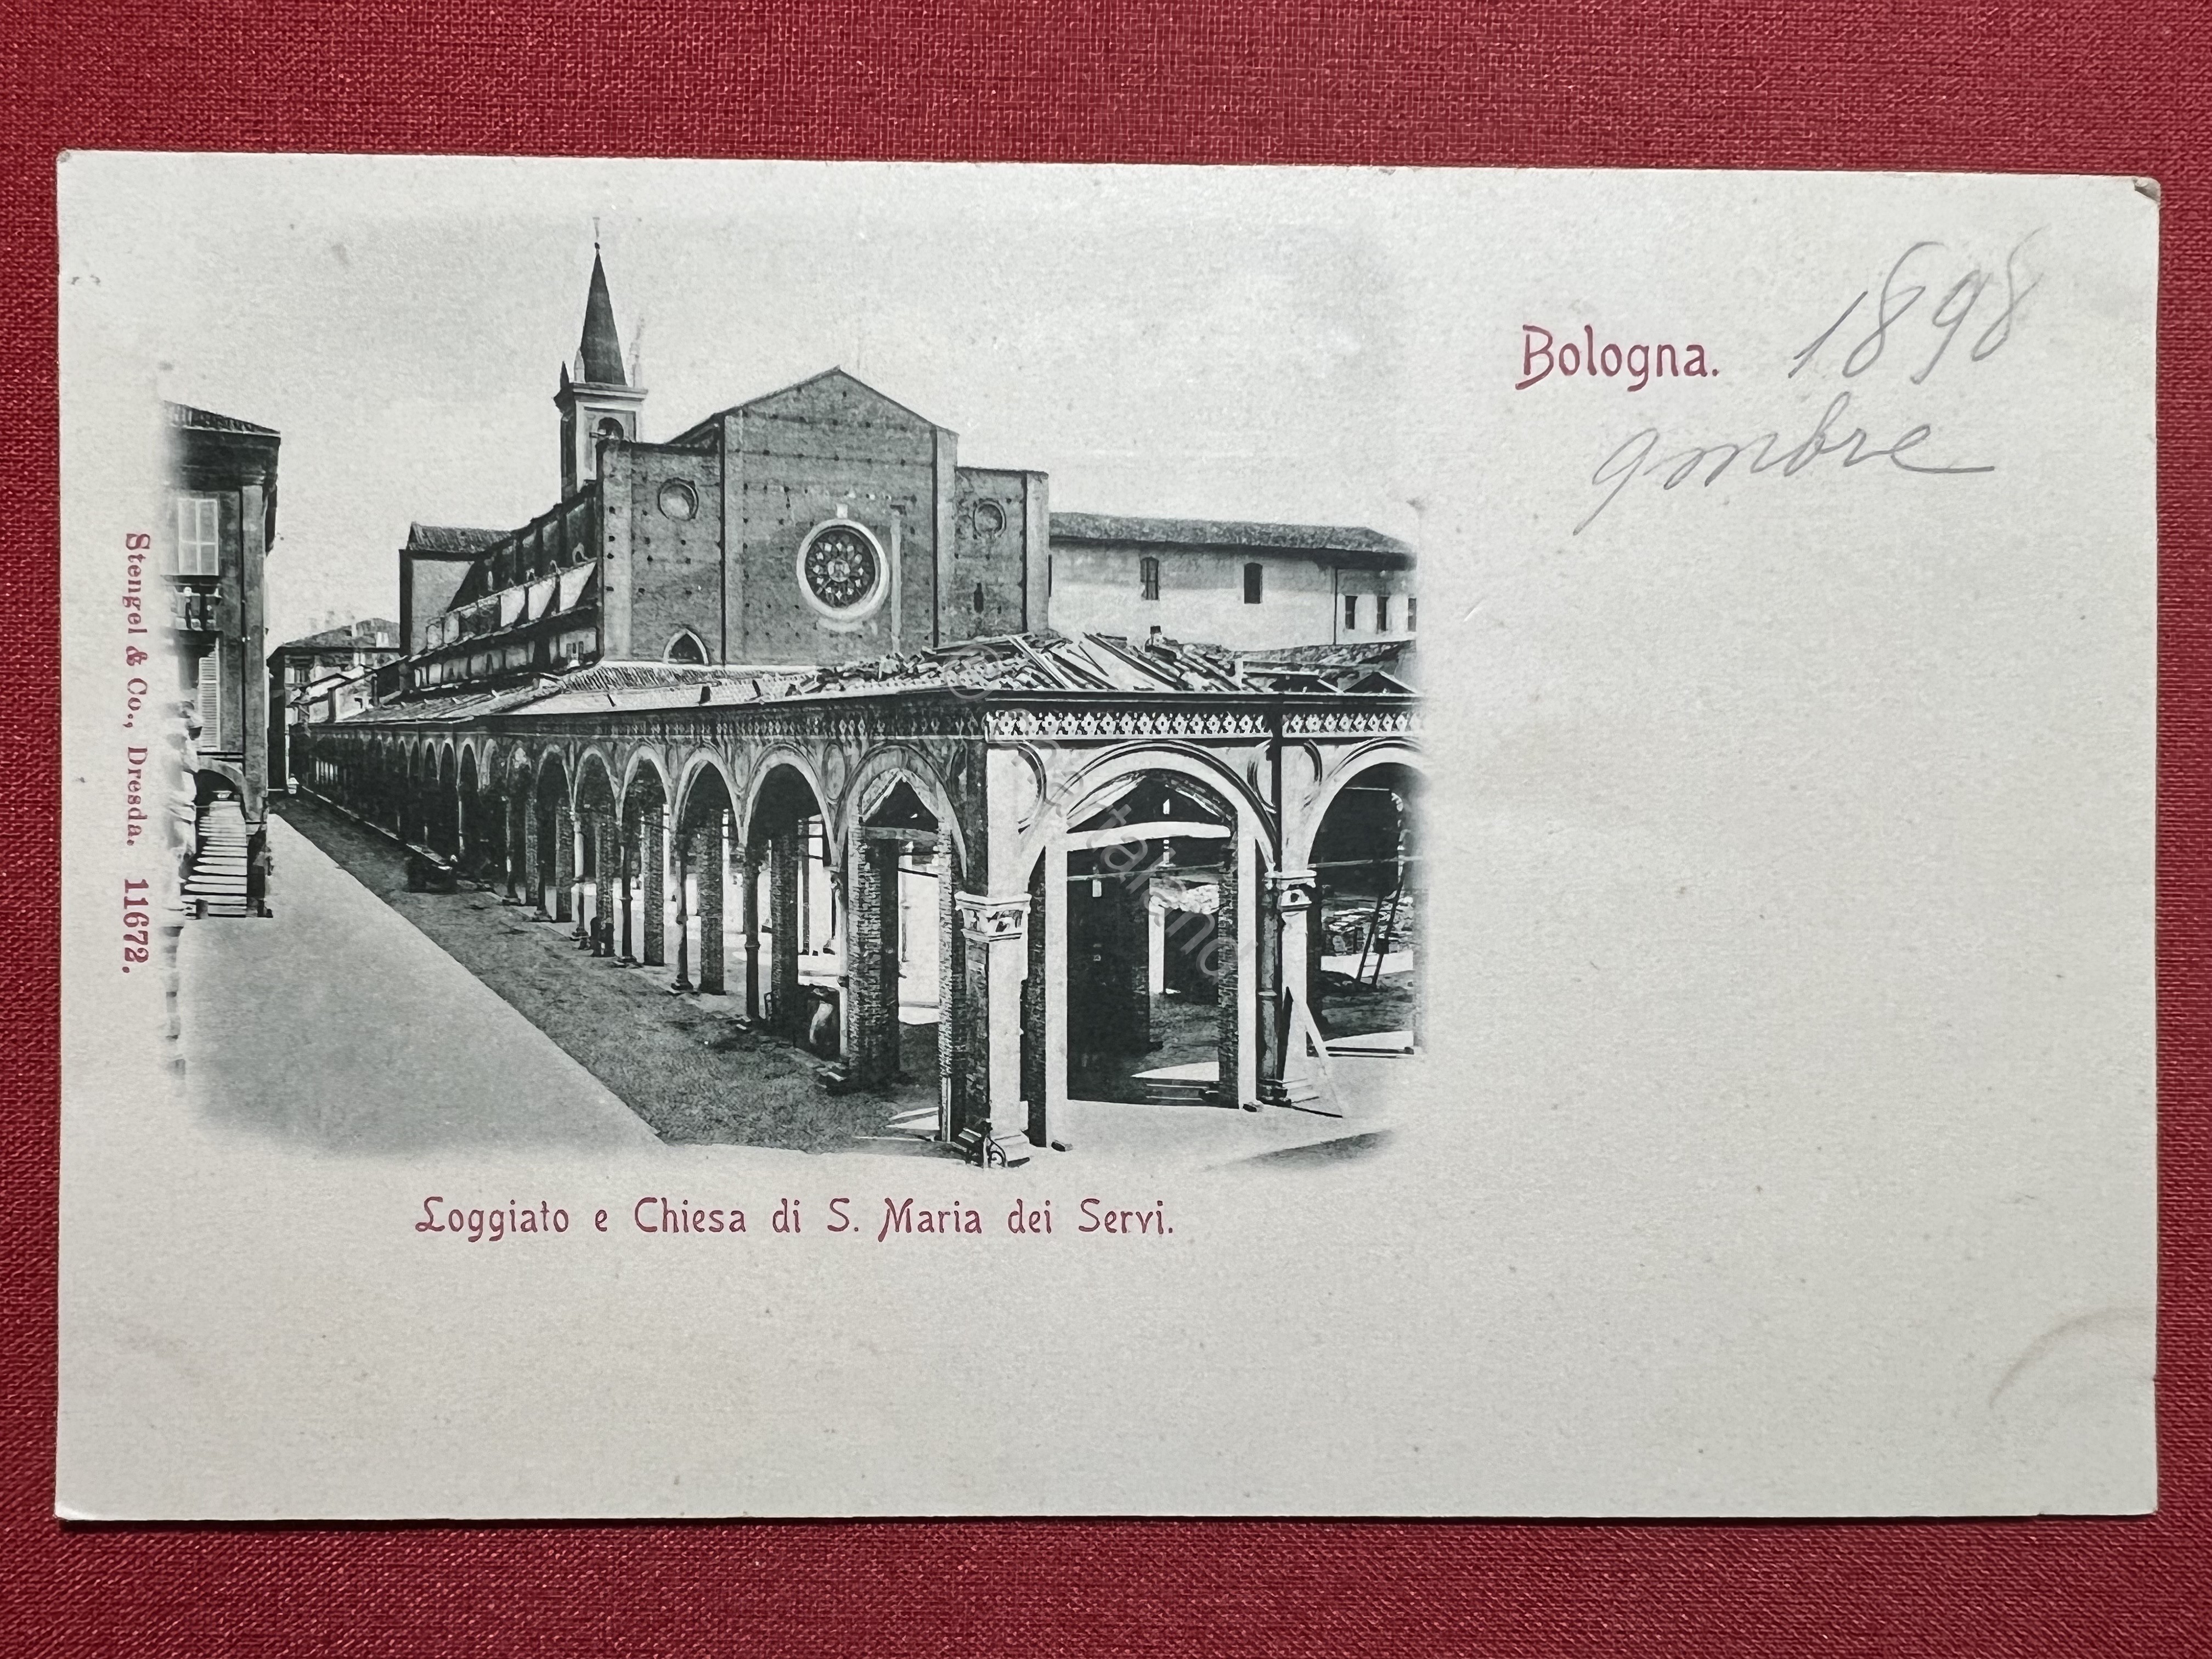 Bologna. 1898
9mbre
Stengel & Co., Dresda. 11672.
Loggiato e Chiesa di S. Maria dei Servi.